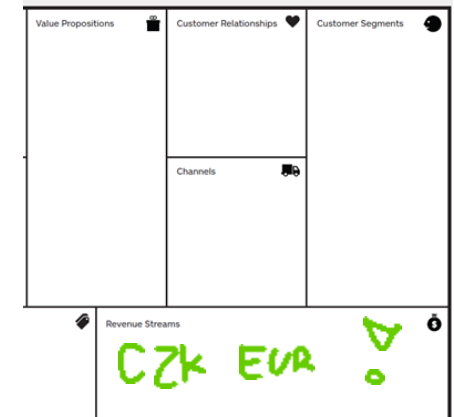 Value Propositions
Customer Relationships
Customer Segments
Channels
Revenue Streams
CZK EUR